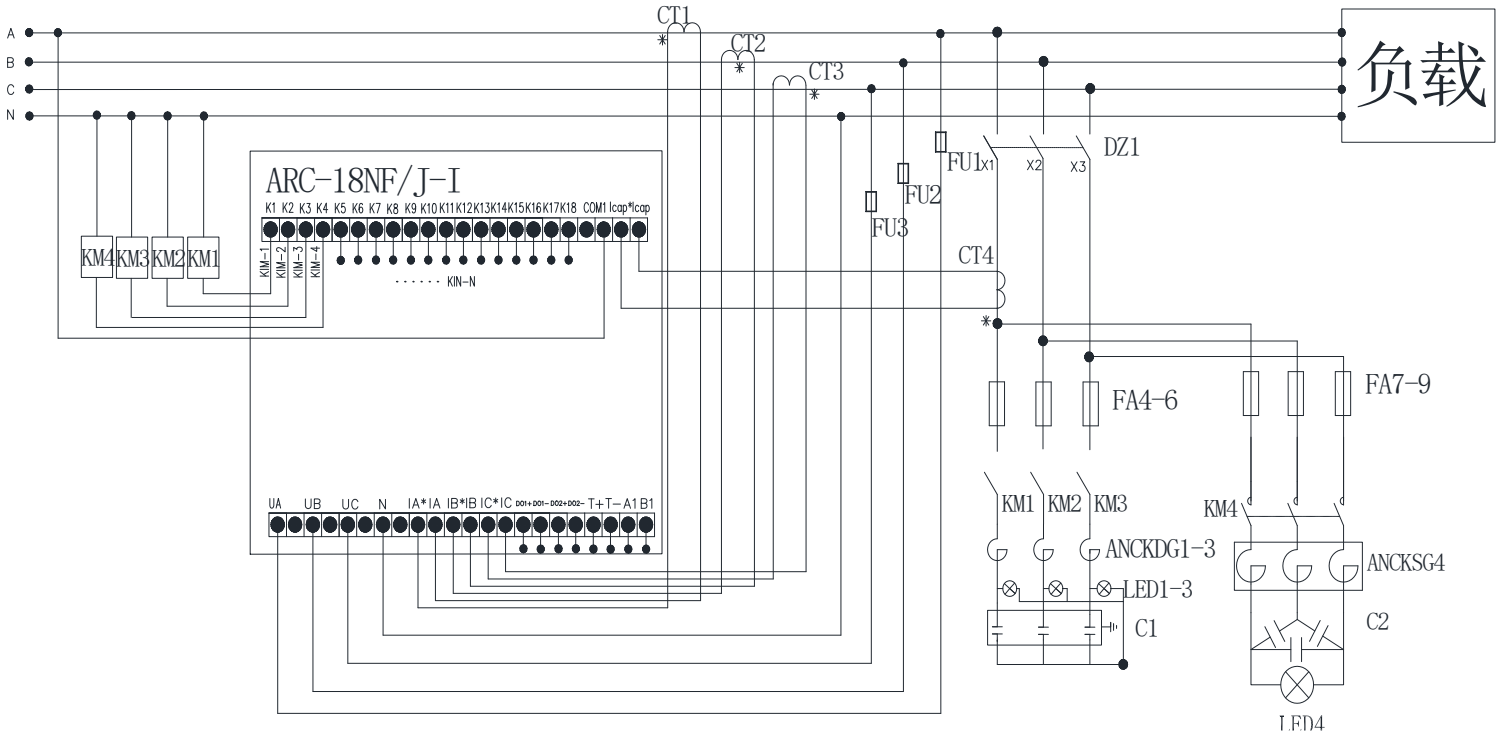 CT1
A
CT2
B
CT3
C
N
负载
DZ1
FU1
X1
X2
X3
FU2
FU3
ARC-18NF/J-I
K1 K2 K3 K4 K5 K6 K7 K8 K9 K10 K11 K12 K13 K14 K15 K16 K17 K18 COM1 Icap* Icap
KM4 KM3 KM2 KM1
KIM-1
KIM-2
KIM-3
KIM-4
······ KIN-N
CT4
FA4-6
FA7-9
UA UB UC N IA* IA IB* IB IC* IC DO1+ DO1- DO2+ DO2- T+ T- A1 B1
KM1 KM2 KM3
KM4
ANCKDG1-3
ANCKSG4
LED1-3
C1
C2
LED4